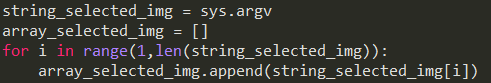 string_selected_img = sys.argv
array_selected_img = []
for i in range(1,len(string_selected_img)):
    array_selected_img.append(string_selected_img[i])